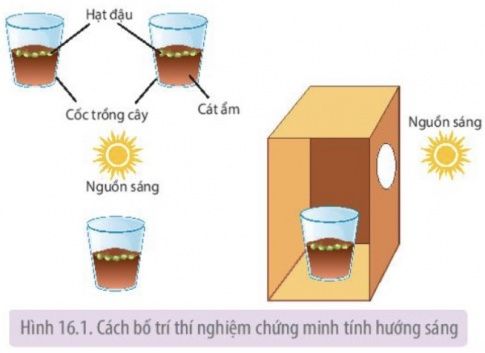 Hạt đậu
Cốc trồng cây
Cát ẩm
Nguồn sáng
Nguồn sáng
Hình 16.1. Cách bố trí thí nghiệm chứng minh tính hướng sáng